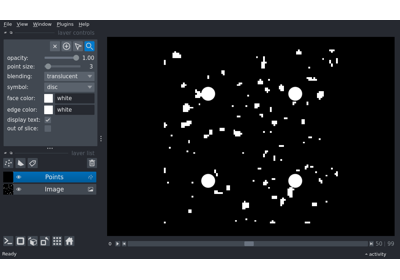 File View Window Plugins Help
layer controls
opacity: 1.00
point size: 3
blending: translucent
symbol: disc
face color: white
edge color: white
display text:
out of slice:
layer list
Points
Image
0 50 99
Ready activity